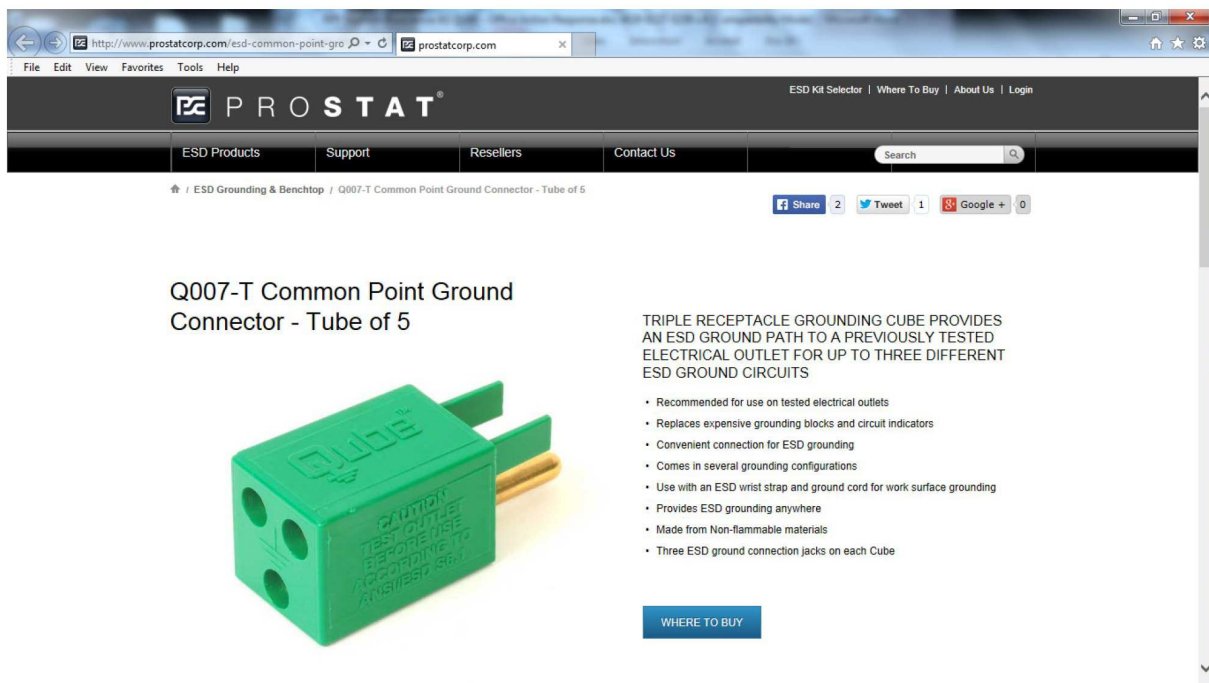 http://www.prostatcorp.com/esd-common-point-gro
prostatcorp.com
File Edit View Favorites Tools Help
PROSTAT®
ESD Kit Selector | Where To Buy | About Us | Login
ESD Products Support Resellers Contact Us Search
/ ESD Grounding & Benchtop / Q007-T Common Point Ground Connector - Tube of 5
Share 2 Tweet 1 Google + 0
Q007-T Common Point Ground
Connector - Tube of 5
TRIPLE RECEPTACLE GROUNDING CUBE PROVIDES
AN ESD GROUND PATH TO A PREVIOUSLY TESTED
ELECTRICAL OUTLET FOR UP TO THREE DIFFERENT
ESD GROUND CIRCUITS
• Recommended for use on tested electrical outlets
• Replaces expensive grounding blocks and circuit indicators
• Convenient connection for ESD grounding
• Comes in several grounding configurations
• Use with an ESD wrist strap and ground cord for work surface grounding
• Provides ESD grounding anywhere
• Made from Non-flammable materials
• Three ESD ground connection jacks on each Cube
WHERE TO BUY
Qube
CAUTION
TEST OUTLET
BEFORE USE
ACCORDING TO
ANSI/ESD S6.1